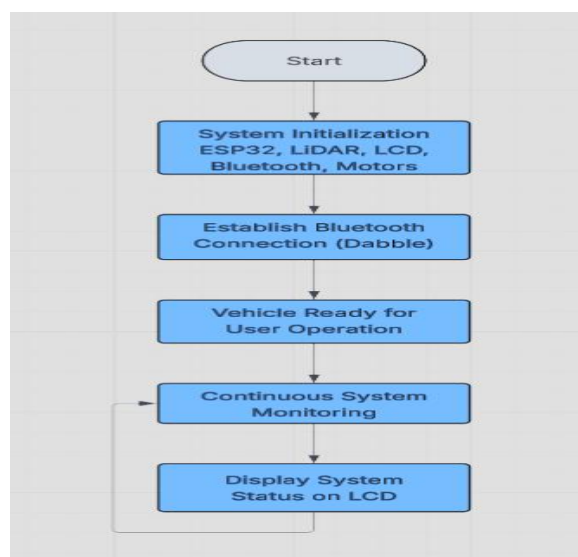 Start
System Initialization
ESP32, LiDAR, LCD,
Bluetooth, Motors
Establish Bluetooth
Connection (Dabble)
Vehicle Ready for
User Operation
Continuous System
Monitoring
Display System
Status on LCD